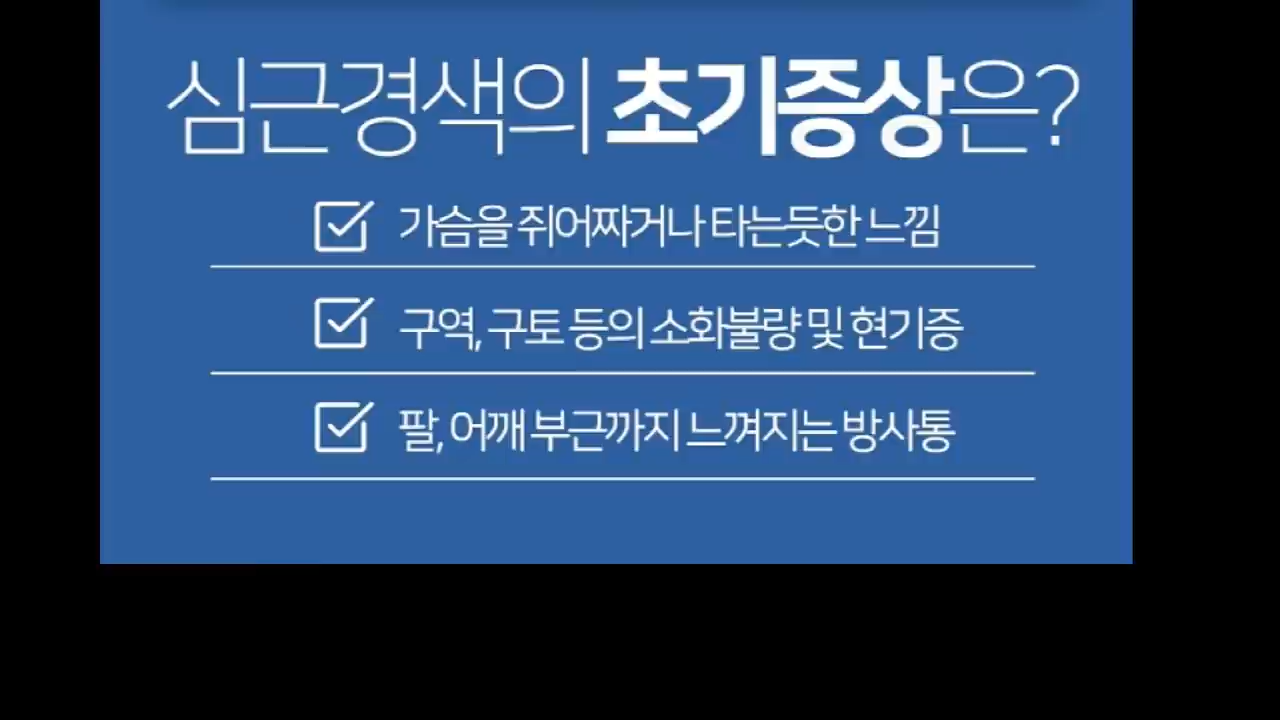 심근경색의 초기증상은?
가슴을 쥐어짜거나 타는듯한 느낌
구역, 구토 등의 소화불량 및 현기증
팔, 어깨 부근까지 느껴지는 방사통